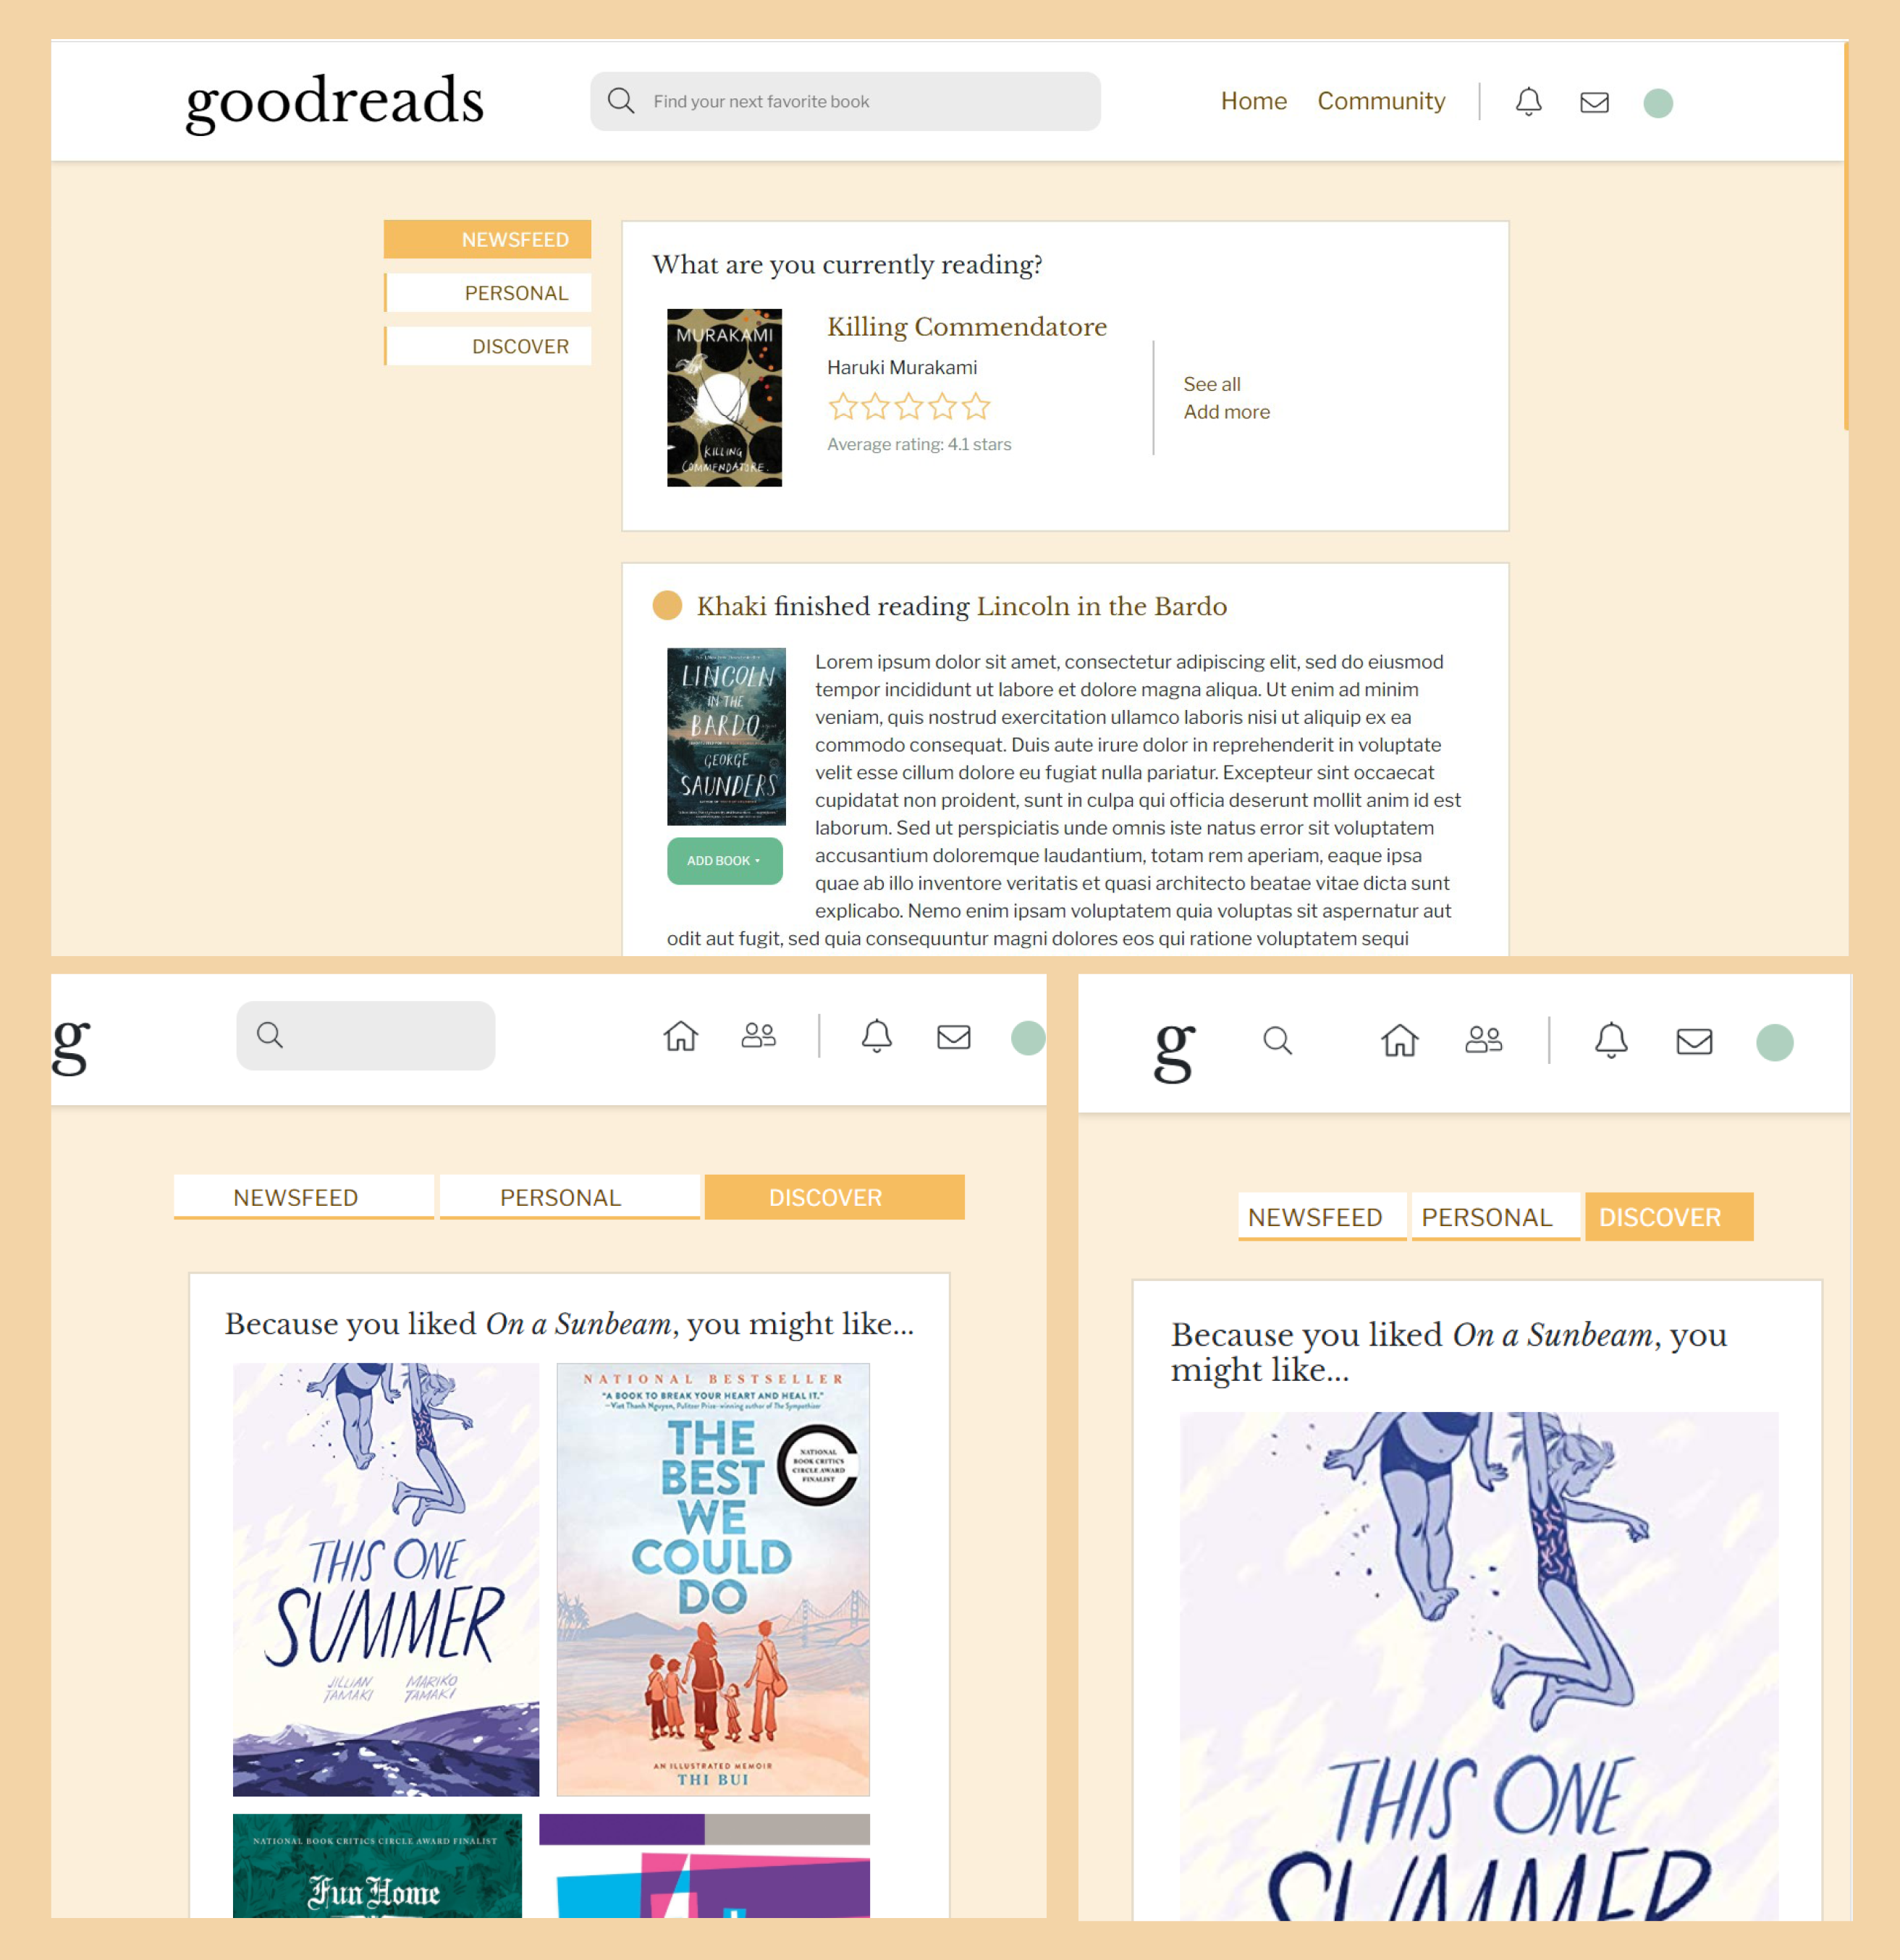 goodreads
Find your next favorite book
Home
Community
NEWSFEED
PERSONAL
DISCOVER
What are you currently reading?
MURAKAMI
KILLING
COMMENDATORE
Killing Commendatore
Haruki Murakami
Average rating: 4.1 stars
See all
Add more
Khaki finished reading Lincoln in the Bardo
LINCOLN
IN THE
BARDO
GEORGE
SAUNDERS
ADD BOOK
Lorem ipsum dolor sit amet, consectetur adipiscing elit, sed do eiusmod
tempor incididunt ut labore et dolore magna aliqua. Ut enim ad minim
veniam, quis nostrud exercitation ullamco laboris nisi ut aliquip ex ea
commodo consequat. Duis aute irure dolor in reprehenderit in voluptate
velit esse cillum dolore eu fugiat nulla pariatur. Excepteur sint occaecat
cupidatat non proident, sunt in culpa qui officia deserunt mollit anim id est
laborum. Sed ut perspiciatis unde omnis iste natus error sit voluptatem
accusantium doloremque laudantium, totam rem aperiam, eaque ipsa
quae ab illo inventore veritatis et quasi architecto beatae vitae dicta sunt
explicabo. Nemo enim ipsam voluptatem quia voluptas sit aspernatur aut
odit aut fugit, sed quia consequuntur magni dolores eos qui ratione voluptatem sequi
g
NEWSFEED
PERSONAL
DISCOVER
Because you liked On a Sunbeam, you might like...
THIS ONE
SUMMER
JILLIAN TAMAKI
MARIKO TAMAKI
NATIONAL BESTSELLER
"A BOOK TO BREAK YOUR HEART AND HEAL IT."
—Viet Thanh Nguyen, Pulitzer Prize-winning author of The Sympathizer
THE
BEST
WE
COULD
DO
NATIONAL
BOOK CRITICS
CIRCLE AWARD
FINALIST
AN ILLUSTRATED MEMOIR
THI BUI
NATIONAL BOOK CRITICS CIRCLE AWARD FINALIST
Fun Home
g
NEWSFEED
PERSONAL
DISCOVER
Because you liked On a Sunbeam, you
might like...
THIS ONE
SUMMER